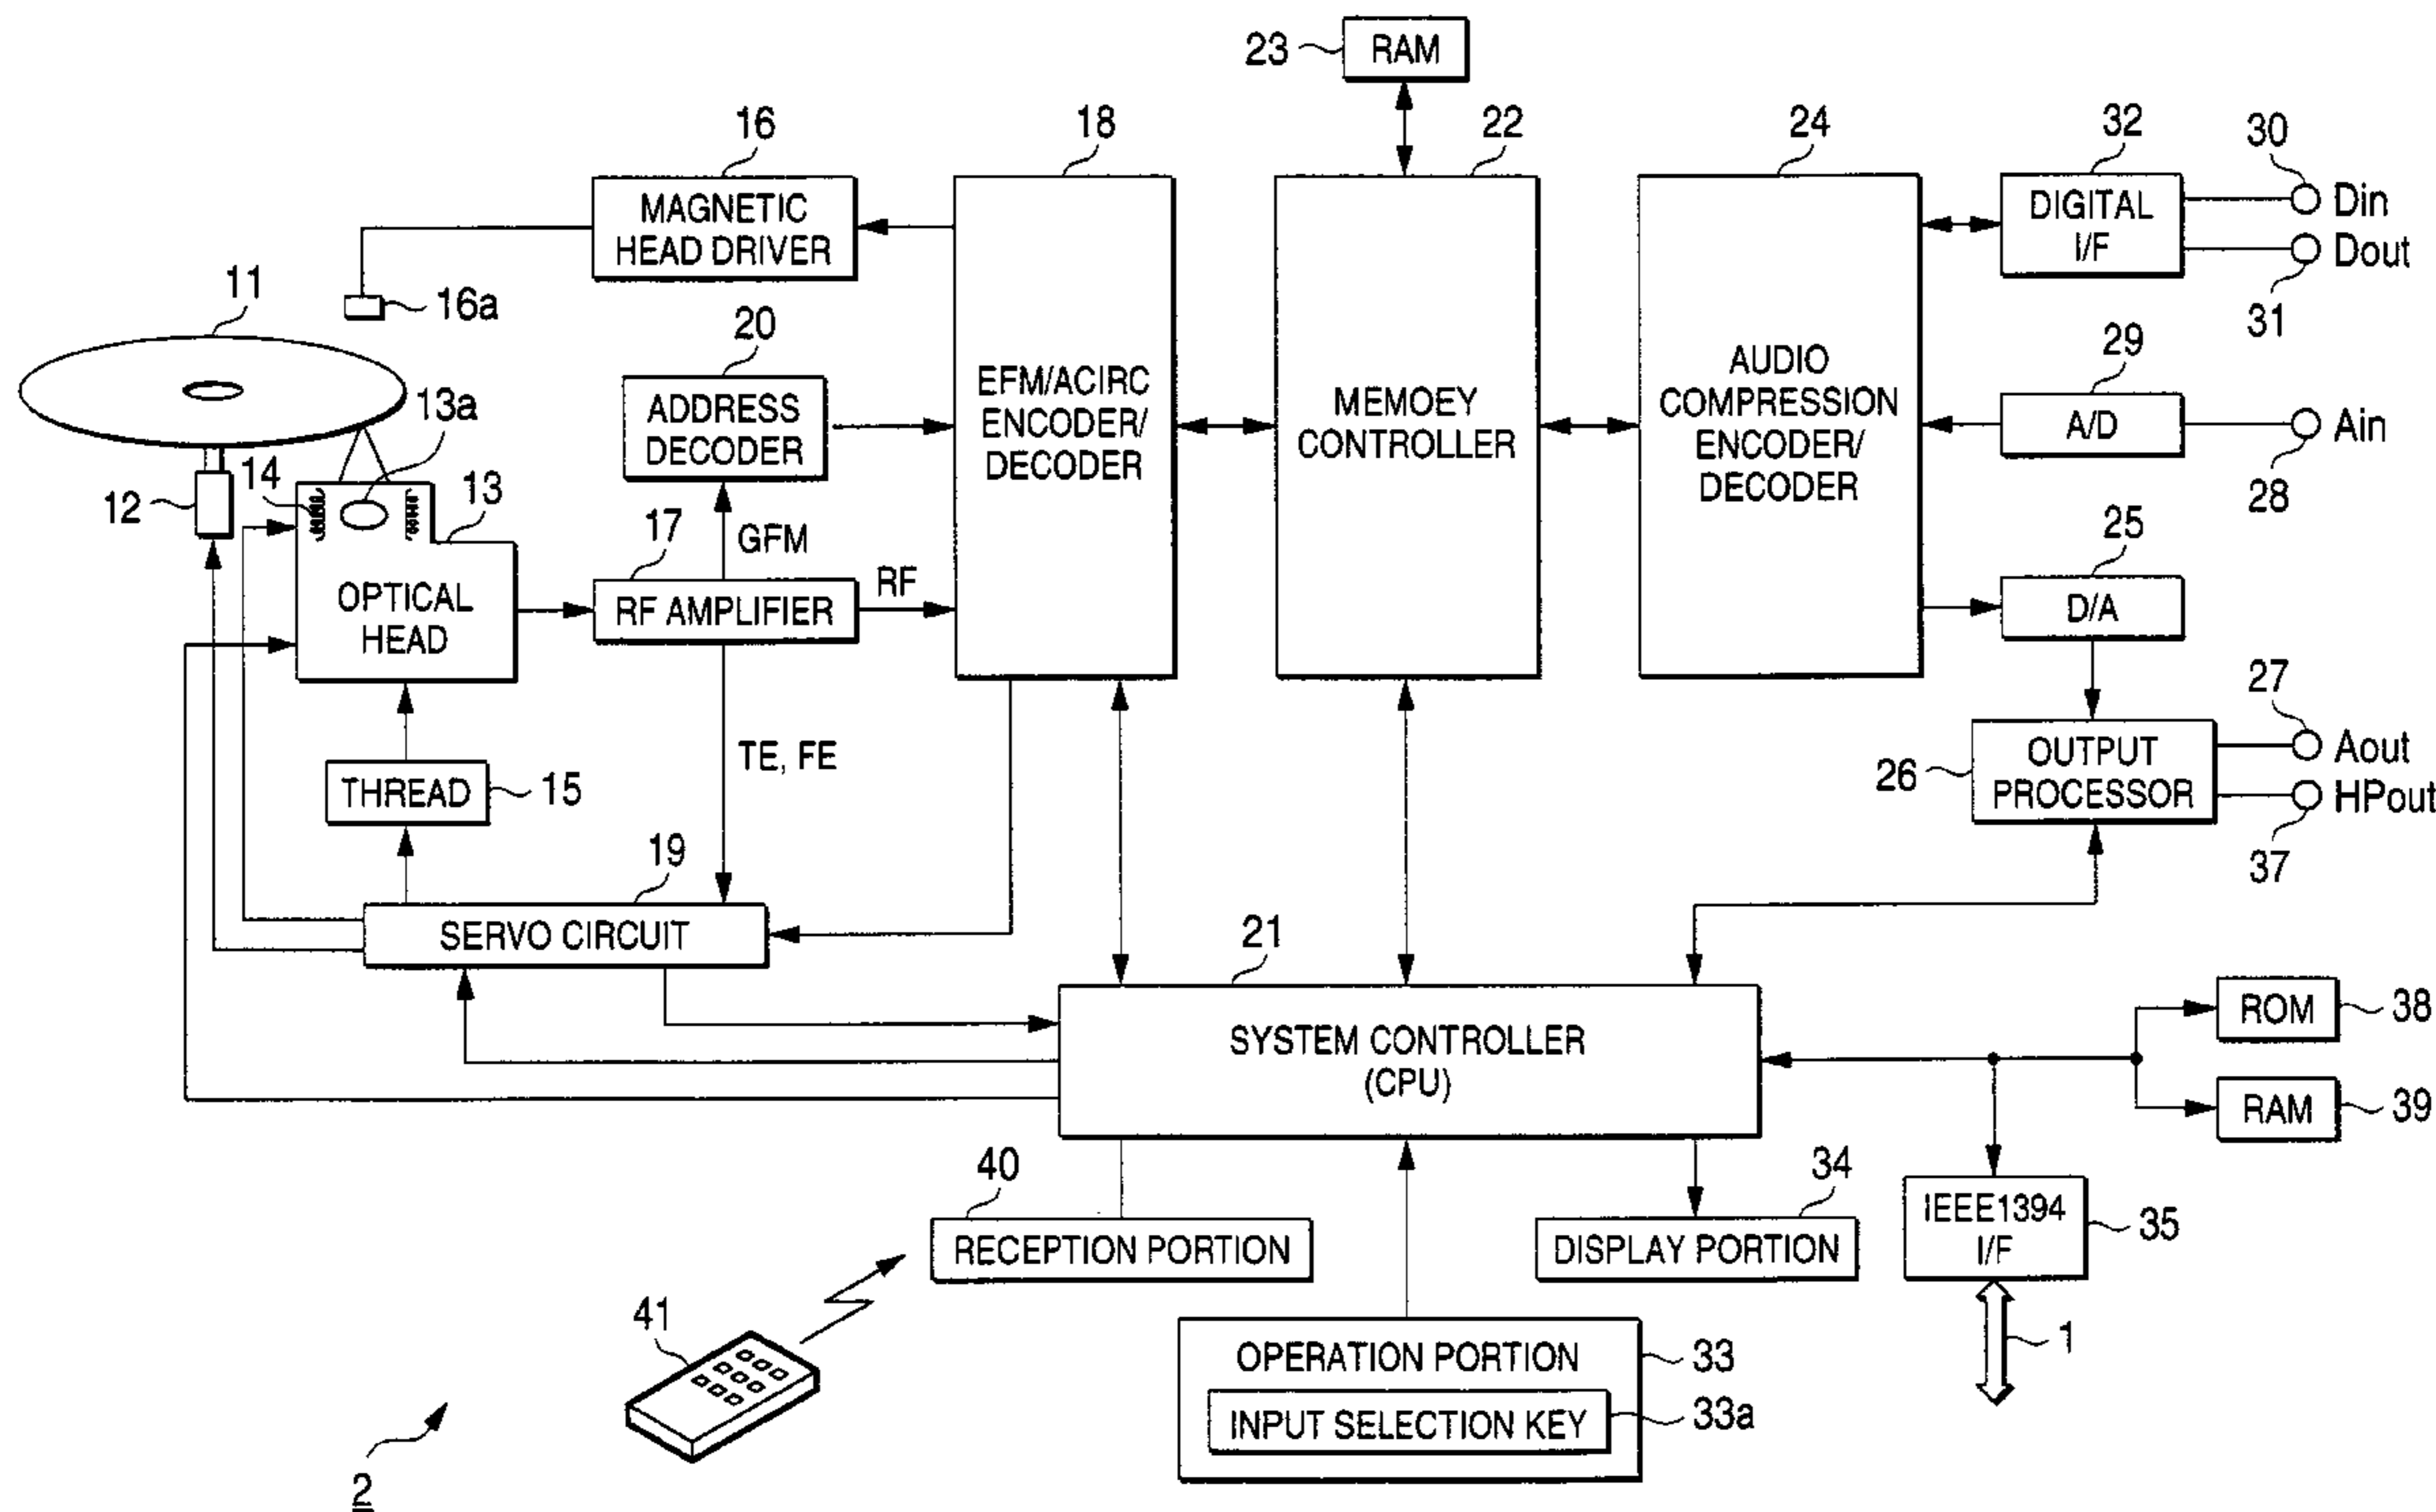 23
RAM
16
18
22
24
32
30
MAGNETIC
HEAD DRIVER
DIGITAL
I/F
Din
Dout
31
11
16a
20
29
13a
ADDRESS
DECODER
EFM/ACIRC
ENCODER/
DECODER
MEMOEY
CONTROLLER
AUDIO
COMPRESSION
ENCODER/
DECODER
A/D
Ain
28
12
14
13
17
GFM
25
OPTICAL
HEAD
RF AMPLIFIER
RF
D/A
27
TE, FE
THREAD
15
26
OUTPUT
PROCESSOR
Aout
HPout
37
19
SERVO CIRCUIT
21
SYSTEM CONTROLLER
(CPU)
ROM
38
RAM
39
40
34
RECEPTION PORTION
DISPLAY PORTION
IEEE1394
I/F
35
41
OPERATION PORTION
33
1
INPUT SELECTION KEY
33a
2